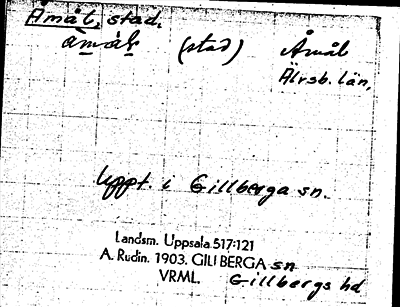 Åmål, stad.
åmål (stad) Åmål
Älvsb. län,
Uppt. i Gillberga sn.
Landsm. Uppsala 517:121
A. Rudin. 1903. GILLBERGA sn
VRML. Gillbergs hd